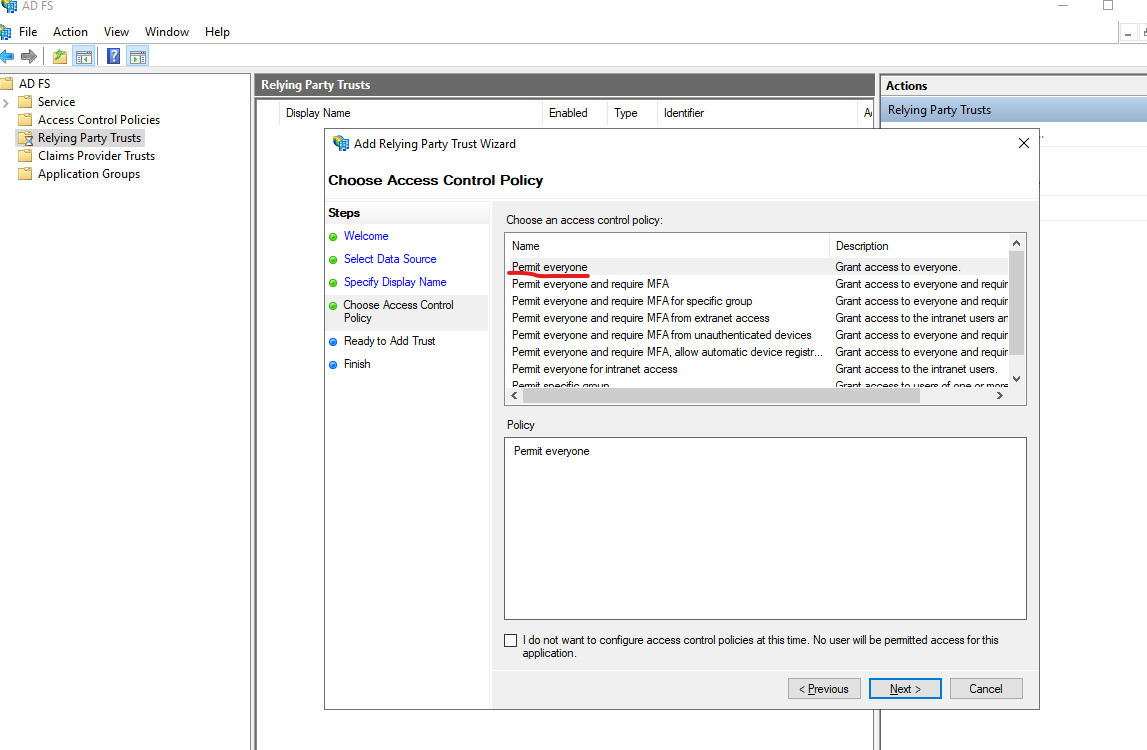 AD FS
File Action View Window Help
AD FS
Service
Access Control Policies
Relying Party Trusts
Claims Provider Trusts
Application Groups
Relying Party Trusts
Display Name Enabled Type Identifier
Actions
Relying Party Trusts
Add Relying Party Trust Wizard
Choose Access Control Policy
Steps
Welcome
Select Data Source
Specify Display Name
Choose Access Control
Policy
Ready to Add Trust
Finish
Choose an access control policy:
Name Description
Permit everyone Grant access to everyone.
Permit everyone and require MFA Grant access to everyone and requir
Permit everyone and require MFA for specific group Grant access to everyone and requir
Permit everyone and require MFA from extranet access Grant access to the intranet users an
Permit everyone and require MFA from unauthenticated devices Grant access to everyone and requir
Permit everyone and require MFA, allow automatic device registr... Grant access to everyone and requir
Permit everyone for intranet access Grant access to the intranet users.
Permit specific group Grant access to users of one or more
Policy
Permit everyone
I do not want to configure access control policies at this time. No user will be permitted access for this
application.
< Previous Next > Cancel